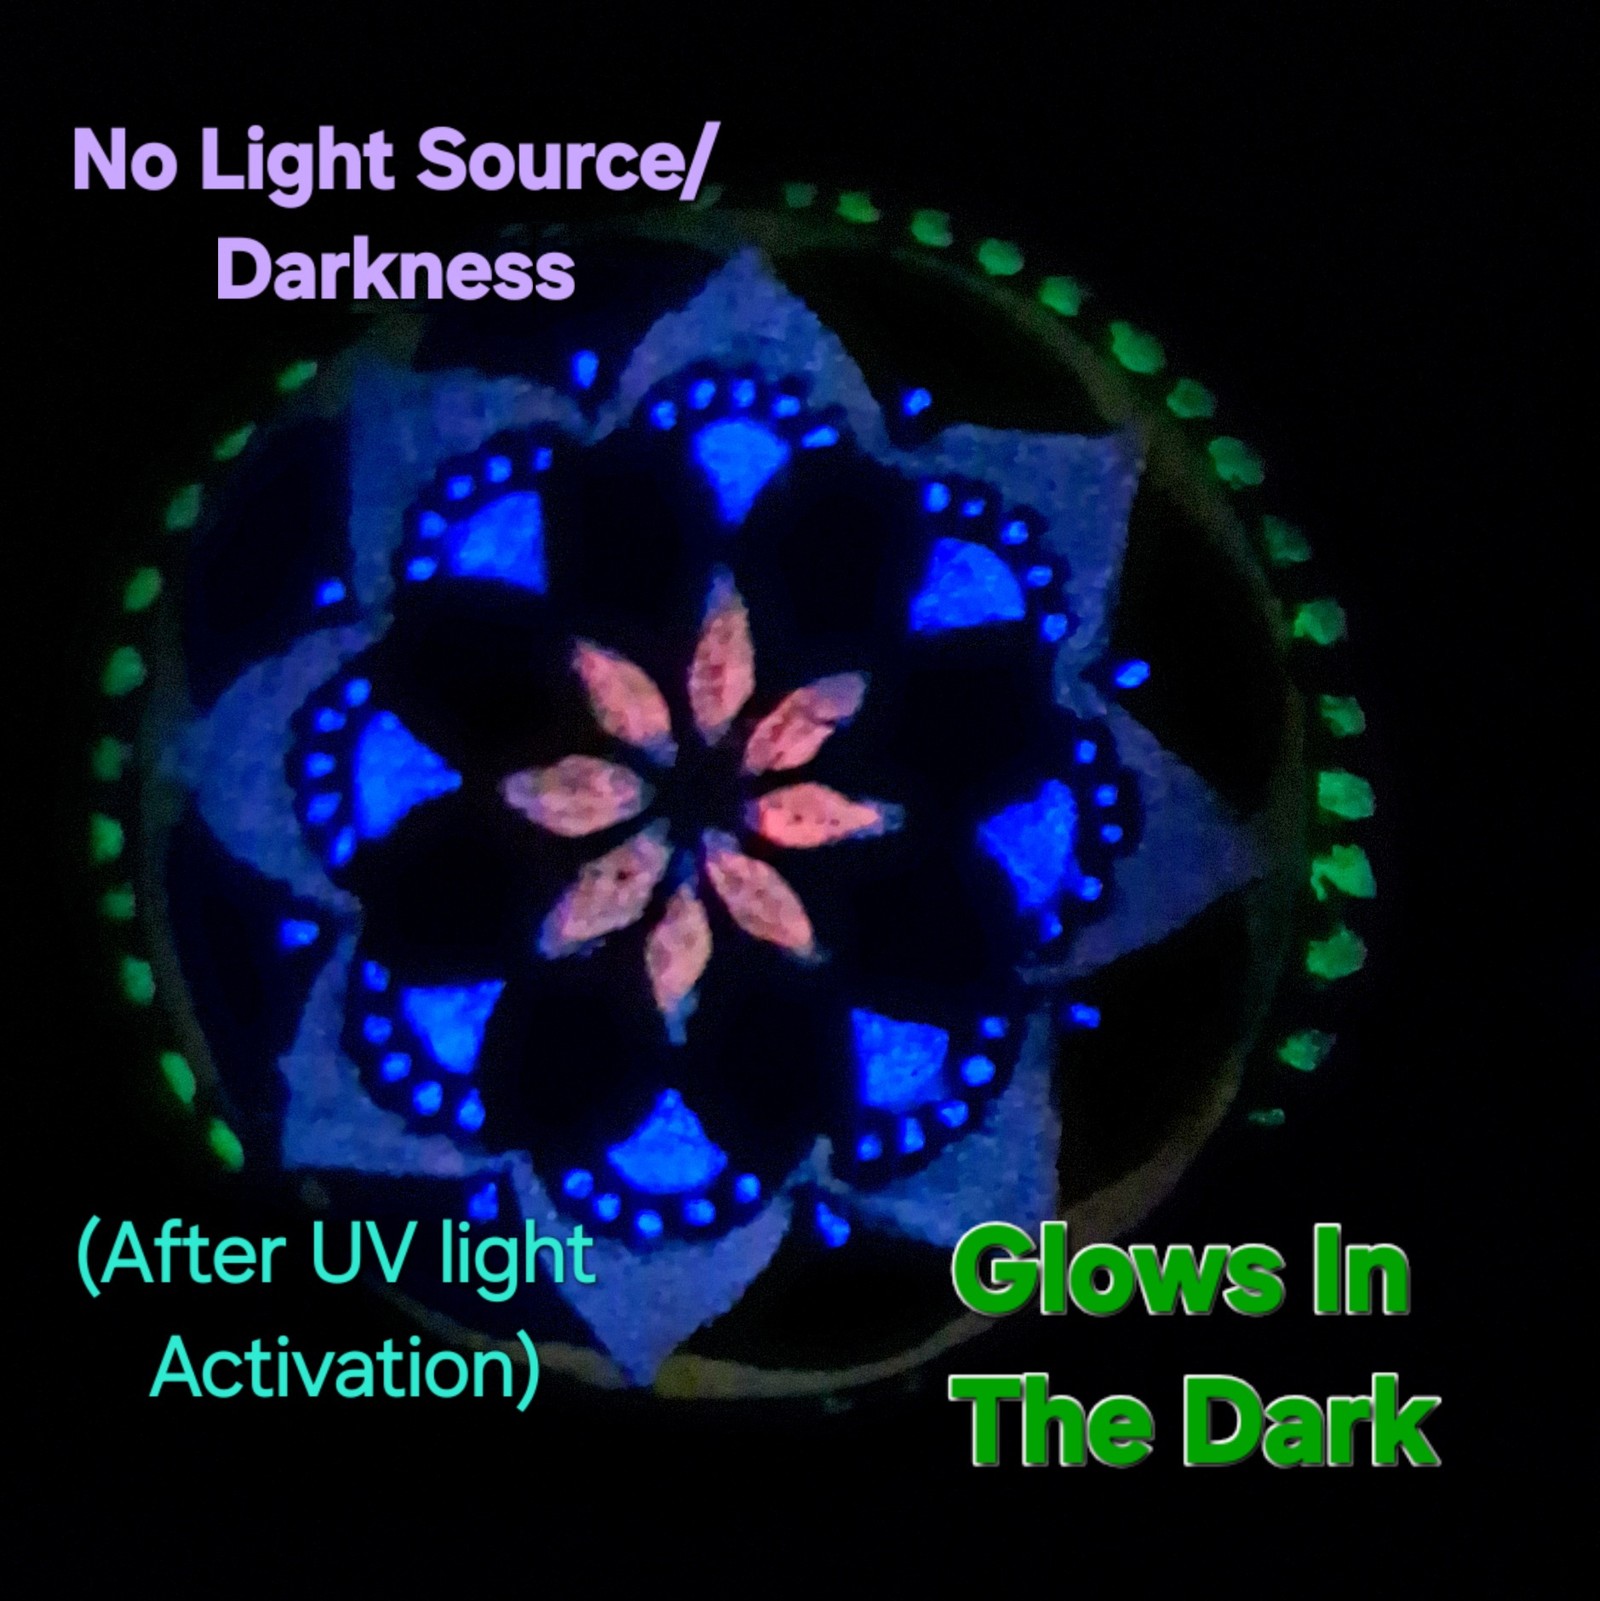 No Light Source/
Darkness
(After UV light
Activation)
Glows In
The Dark